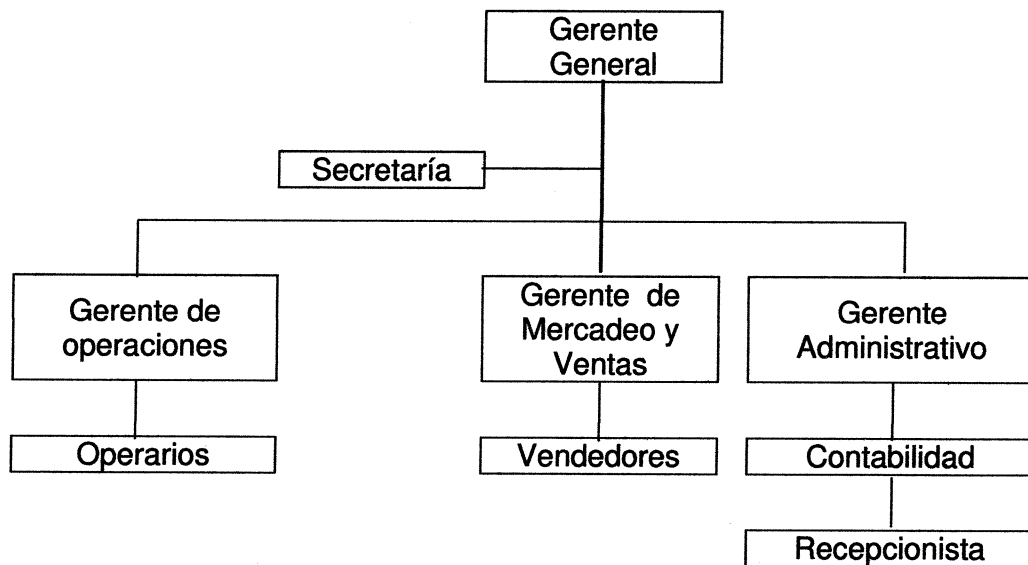 Gerente
General
Secretaría
Gerente de
operaciones
Gerente de
Mercadeo y
Ventas
Gerente
Administrativo
Operarios
Vendedores
Contabilidad
Recepcionista